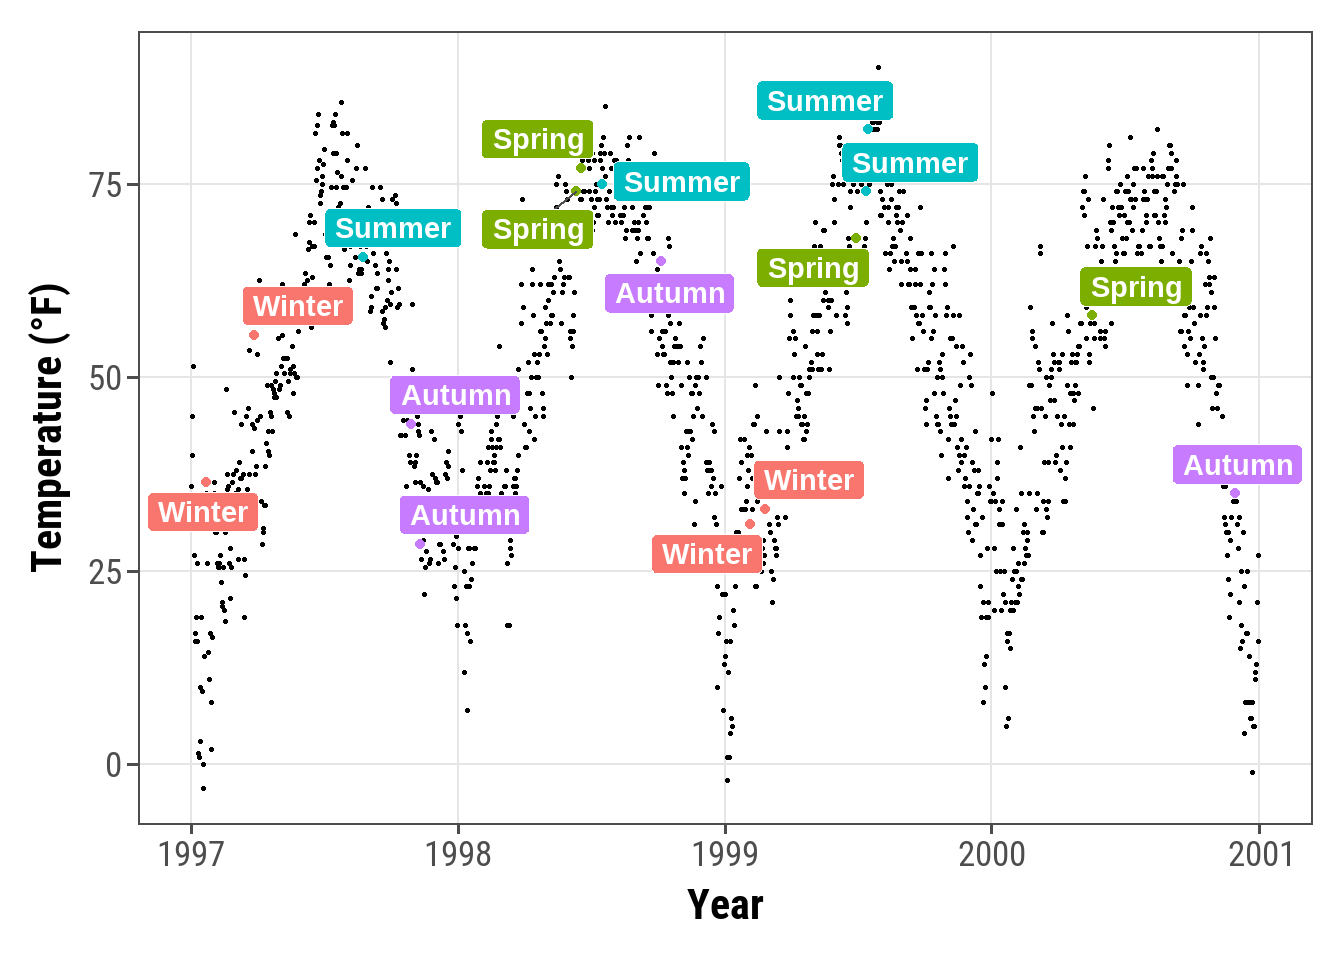 Summer
Spring
Summer
75
Summer
Summer
Spring
Spring
Spring
Autumn
Winter
Autumn
50
Autumn
Winter
Winter
Autumn
Winter
25
0
Temperature (°F)
1997 1998 1999 2000 2001
Year